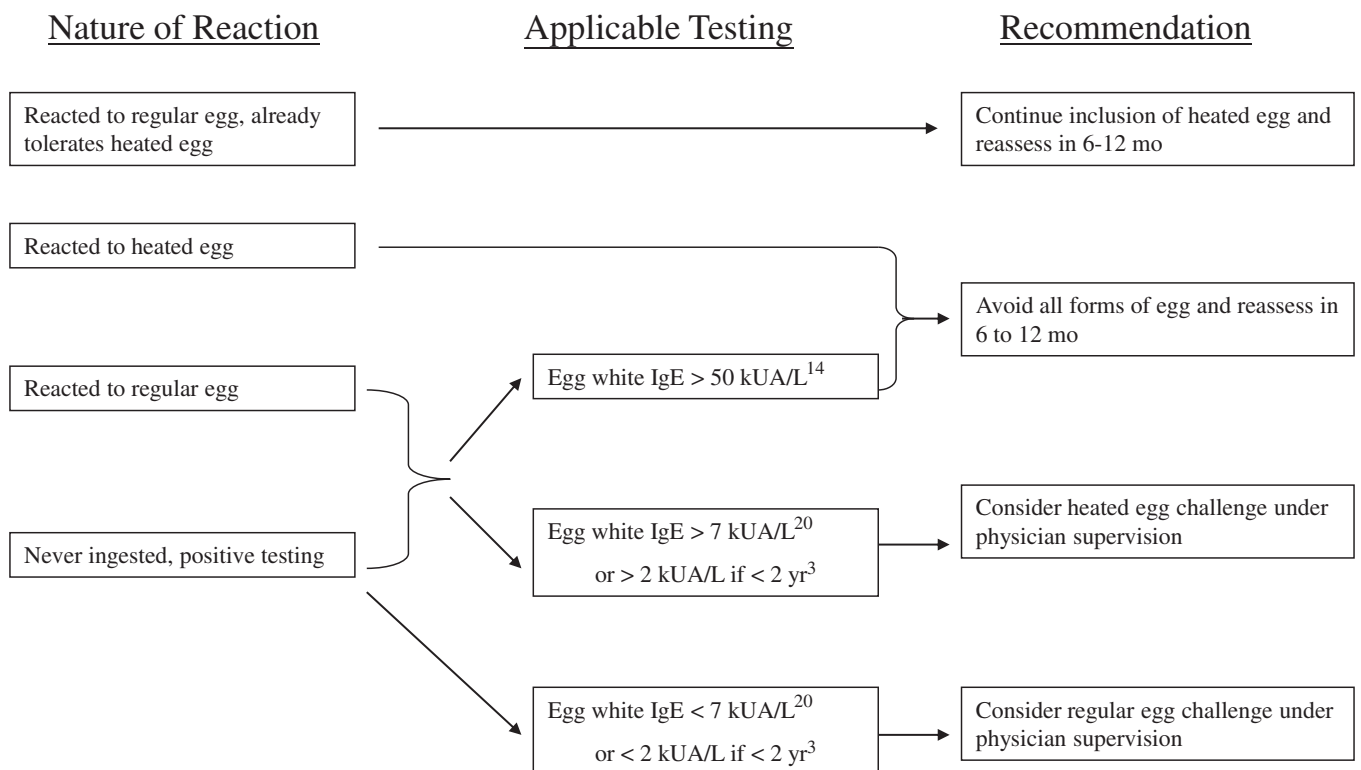 Nature of Reaction
Applicable Testing
Recommendation
Reacted to regular egg, already
tolerates heated egg
Continue inclusion of heated egg and
reassess in 6-12 mo
Reacted to heated egg
Avoid all forms of egg and reassess in
6 to 12 mo
Reacted to regular egg
Egg white IgE > 50 kUA/L14
Never ingested, positive testing
Egg white IgE > 7 kUA/L20
or > 2 kUA/L if < 2 yr3
Consider heated egg challenge under
physician supervision
Egg white IgE < 7 kUA/L20
or < 2 kUA/L if < 2 yr3
Consider regular egg challenge under
physician supervision